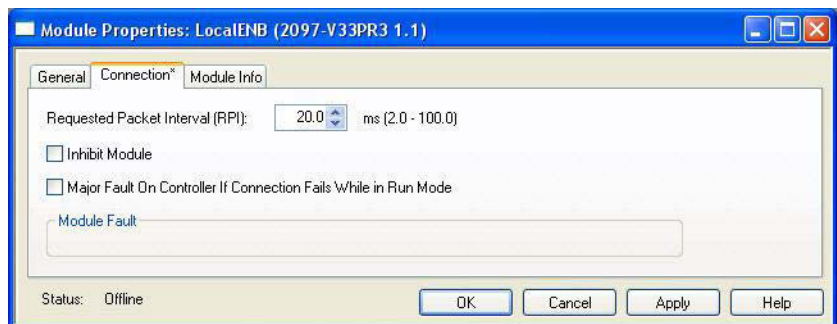 Module Properties: LocalENB (2097-V33PR3 1.1)
General Connection* Module Info
Requested Packet Interval (RPI): 20.0 ms (2.0 - 100.0)
Inhibit Module
Major Fault On Controller If Connection Fails While in Run Mode
Module Fault
Status: Offline OK Cancel Apply Help